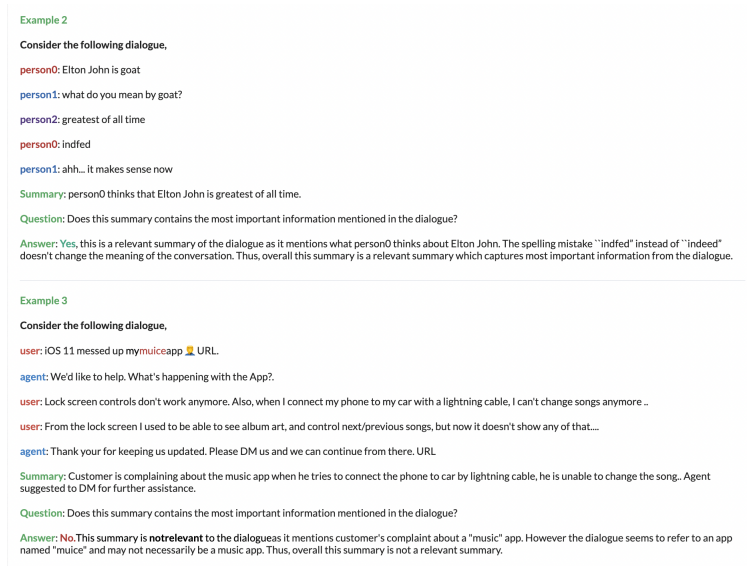 Example 2
Consider the following dialogue,
person0: Elton John is goat
person1: what do you mean by goat?
person2: greatest of all time
person0: indfed
person1: ahh... it makes sense now
Summary: person0 thinks that Elton John is greatest of all time.
Question: Does this summary contains the most important information mentioned in the dialogue?
Answer: Yes, this is a relevant summary of the dialogue as it mentions what person0 thinks about Elton John. The spelling mistake ``indfed" instead of ``indeed"
doesn't change the meaning of the conversation. Thus, overall this summary is a relevant summary which captures most important information from the dialogue.
Example 3
Consider the following dialogue,
user: iOS 11 messed up mymuiceapp 🤦 URL.
agent: We'd like to help. What's happening with the App?.
user: Lock screen controls don't work anymore. Also, when I connect my phone to my car with a lightning cable, I can't change songs anymore ..
user: From the lock screen I used to be able to see album art, and control next/previous songs, but now it doesn't show any of that....
agent: Thank your for keeping us updated. Please DM us and we can continue from there. URL
Summary: Customer is complaining about the music app when he tries to connect the phone to car by lightning cable, he is unable to change the song.. Agent
suggested to DM for further assistance.
Question: Does this summary contains the most important information mentioned in the dialogue?
Answer: No.This summary is notrelevant to the dialogueas it mentions customer's complaint about a "music" app. However the dialogue seems to refer to an app
named "muice" and may not necessarily be a music app. Thus, overall this summary is not a relevant summary.